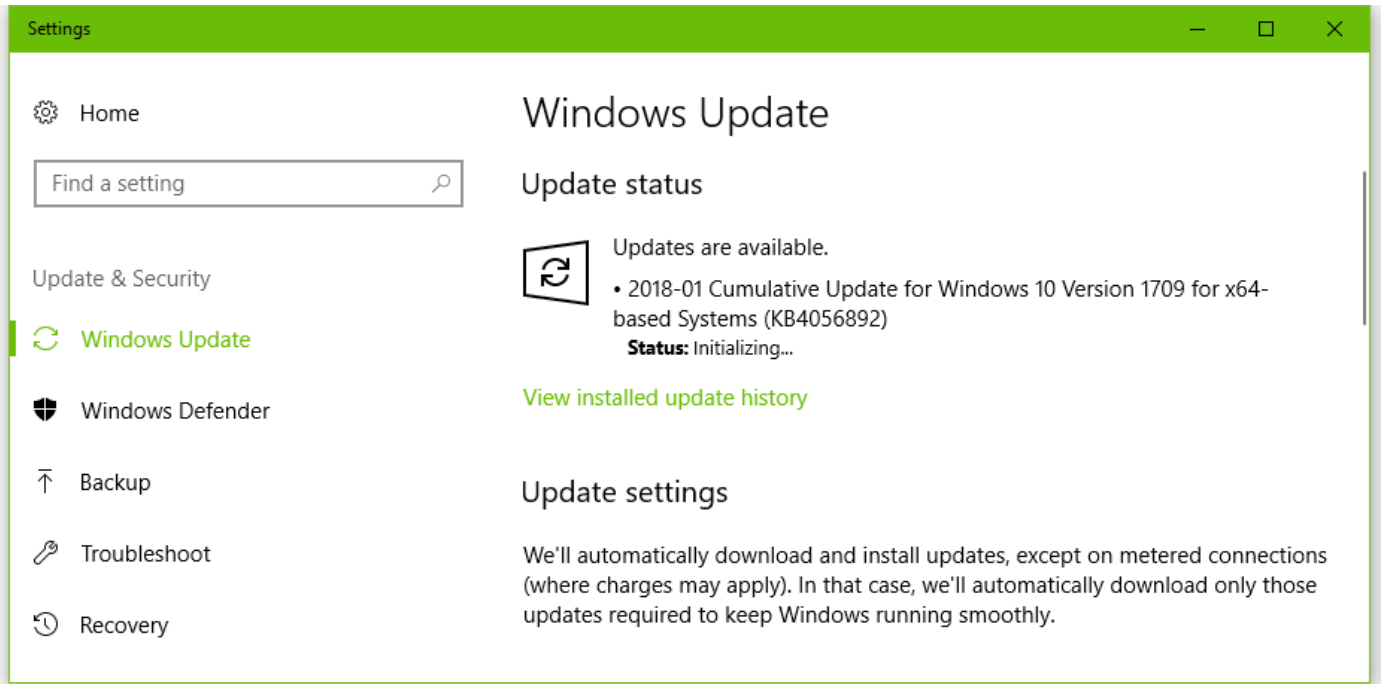 Settings
Home
Find a setting
Update & Security
Windows Update
Windows Defender
Backup
Troubleshoot
Recovery
Windows Update
Update status
Updates are available.
• 2018-01 Cumulative Update for Windows 10 Version 1709 for x64-
based Systems (KB4056892)
Status: Initializing...
View installed update history
Update settings
We'll automatically download and install updates, except on metered connections
(where charges may apply). In that case, we'll automatically download only those
updates required to keep Windows running smoothly.